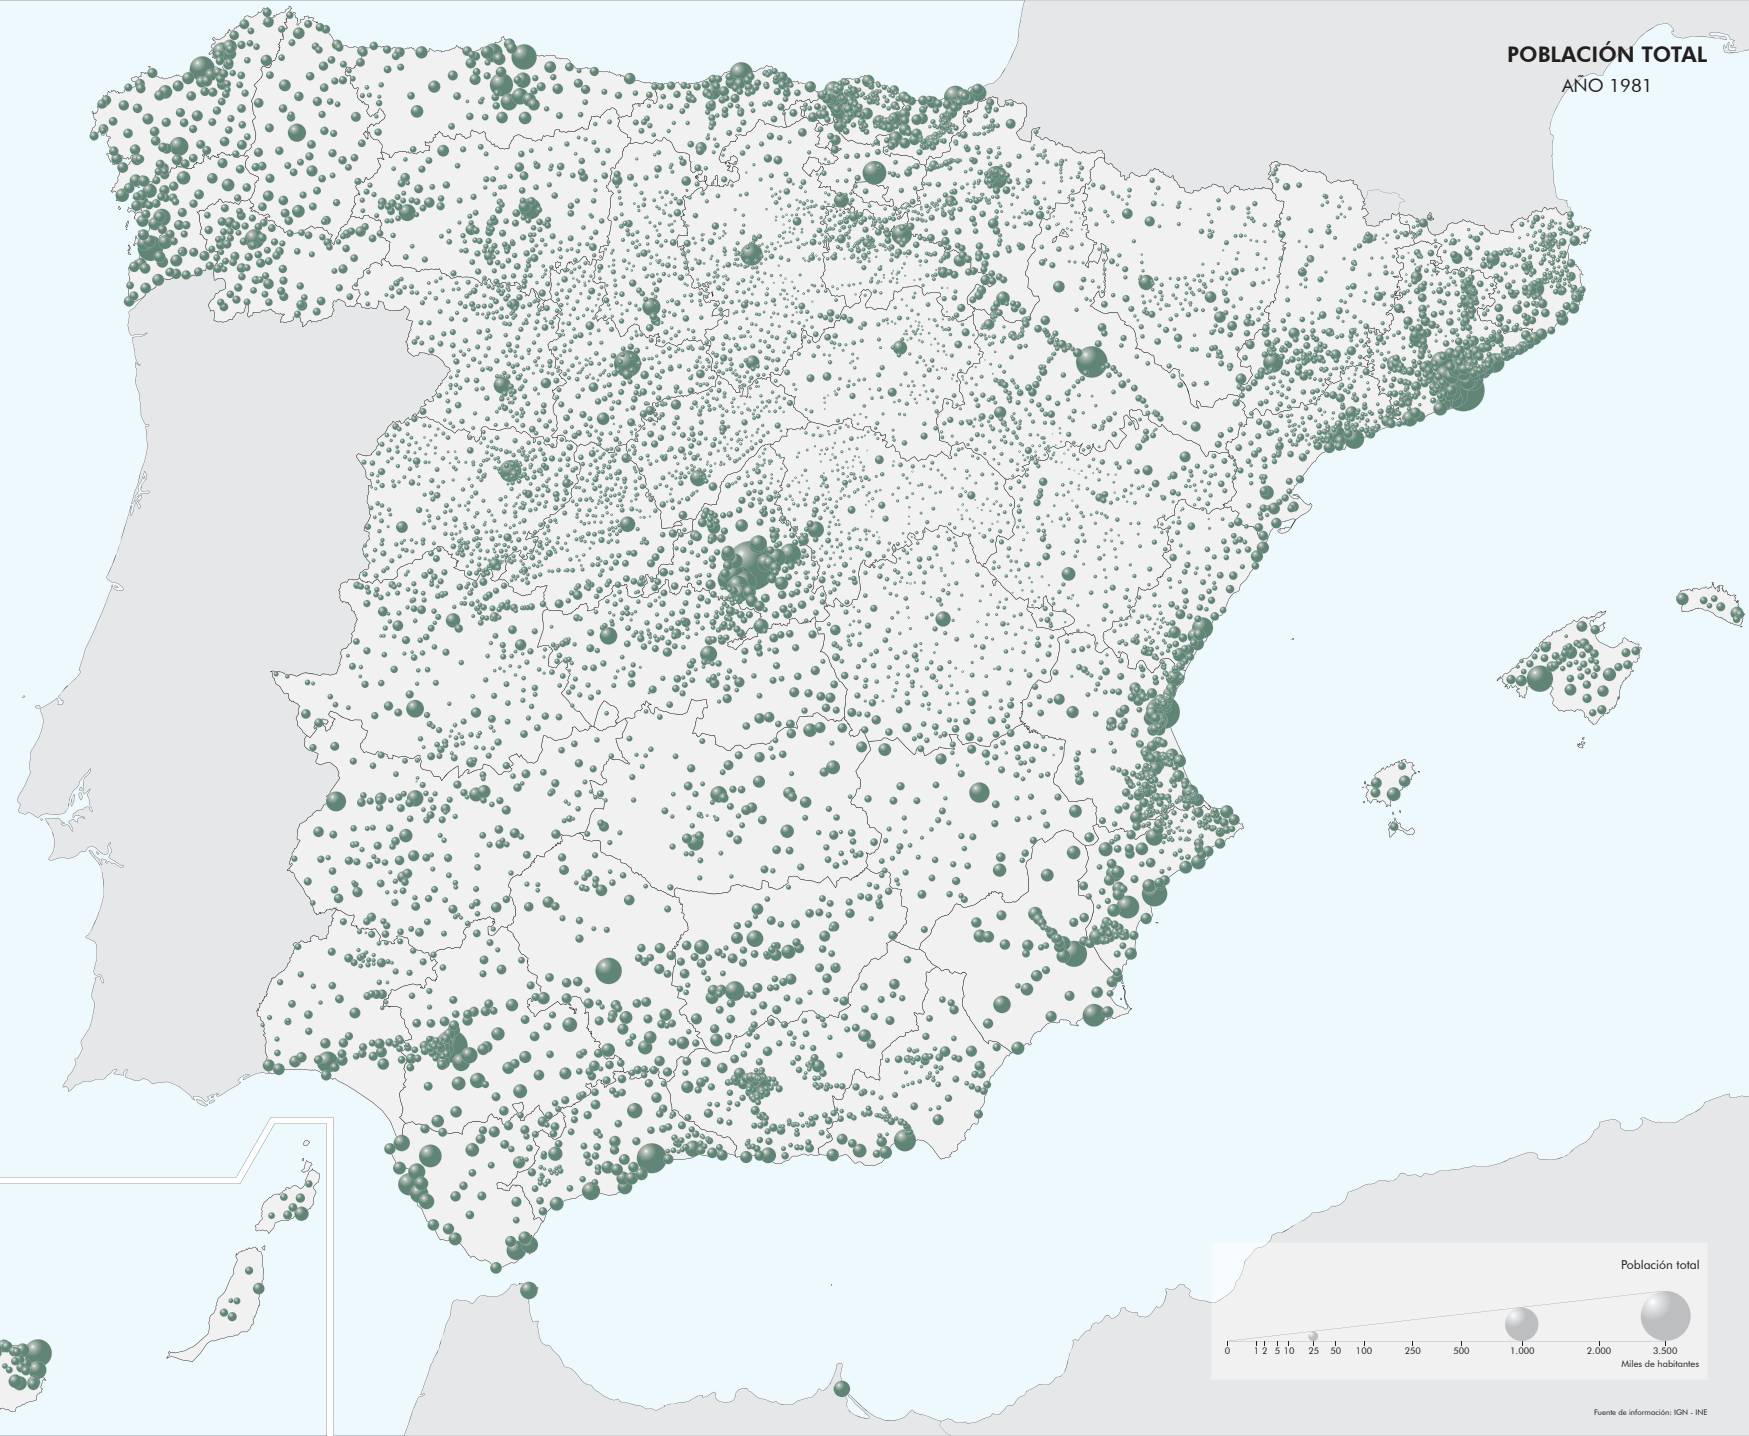 POBLACIÓN TOTAL
AÑO 1981
Población total
0 1 2 5 10 25 50 100 250 500 1.000 2.000 3.500
Miles de habitantes
Fuente de información: IGN - INE